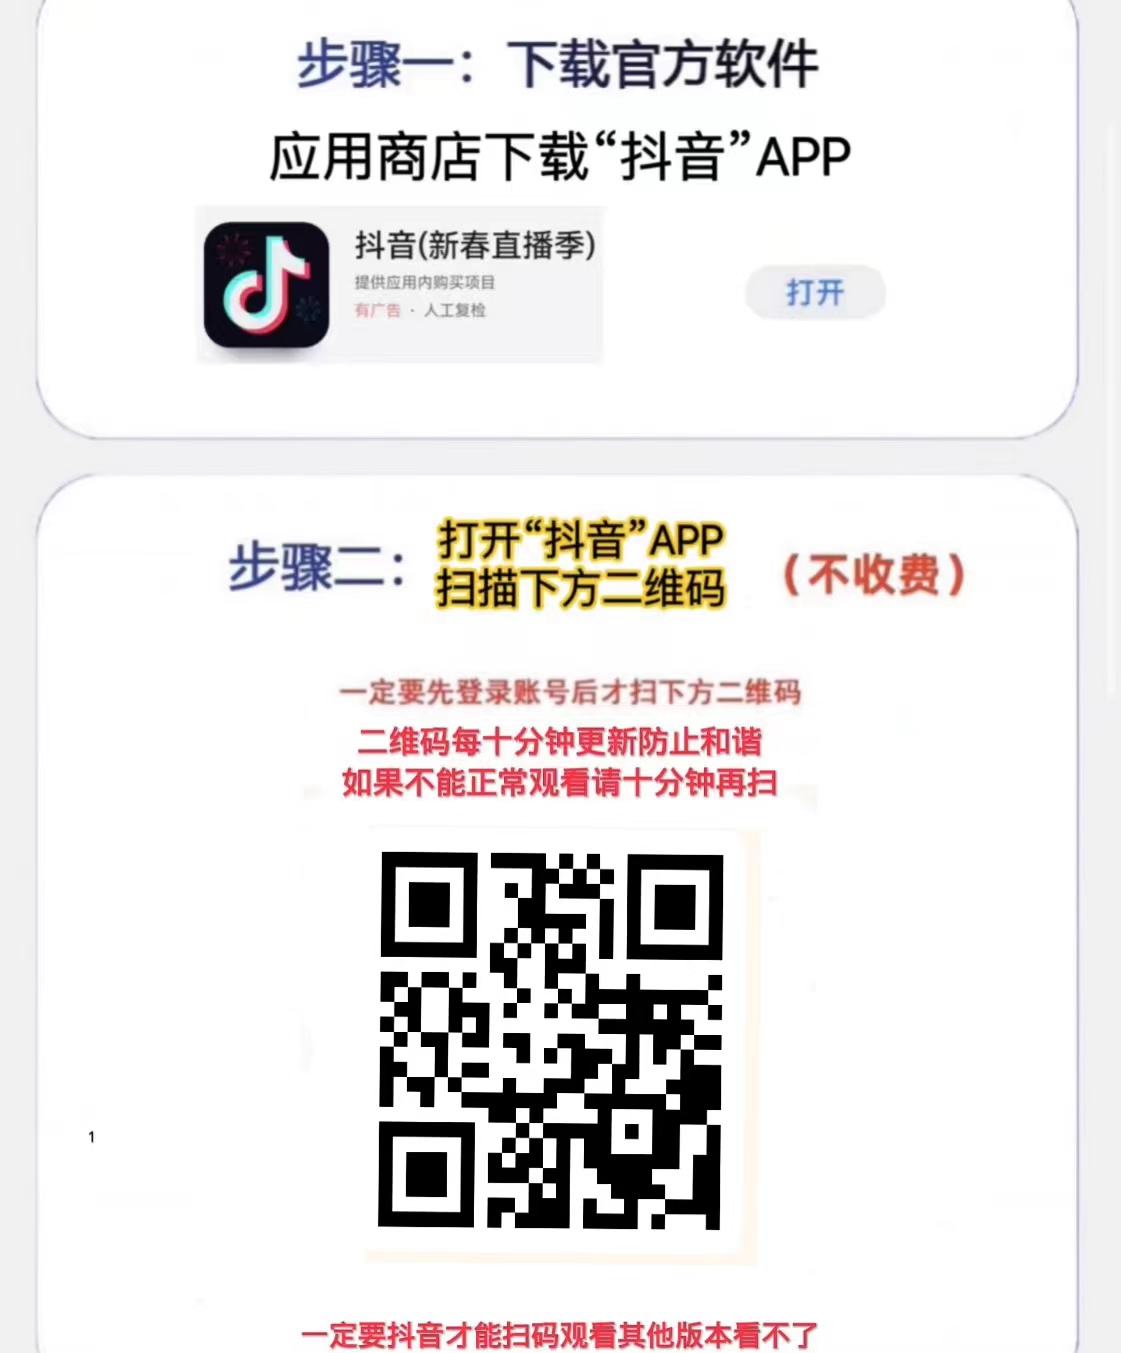 步骤一：下载官方软件
应用商店下载“抖音”APP
抖音(新春直播季)
提供应用内购买项目
有广告 · 人工复检
打开
步骤二：
打开“抖音”APP
扫描下方二维码
（不收费）
一定要先登录账号后才扫下方二维码
二维码每十分钟更新防止和谐
如果不能正常观看请十分钟再扫
1
一定要抖音才能扫码观看其他版本看不了